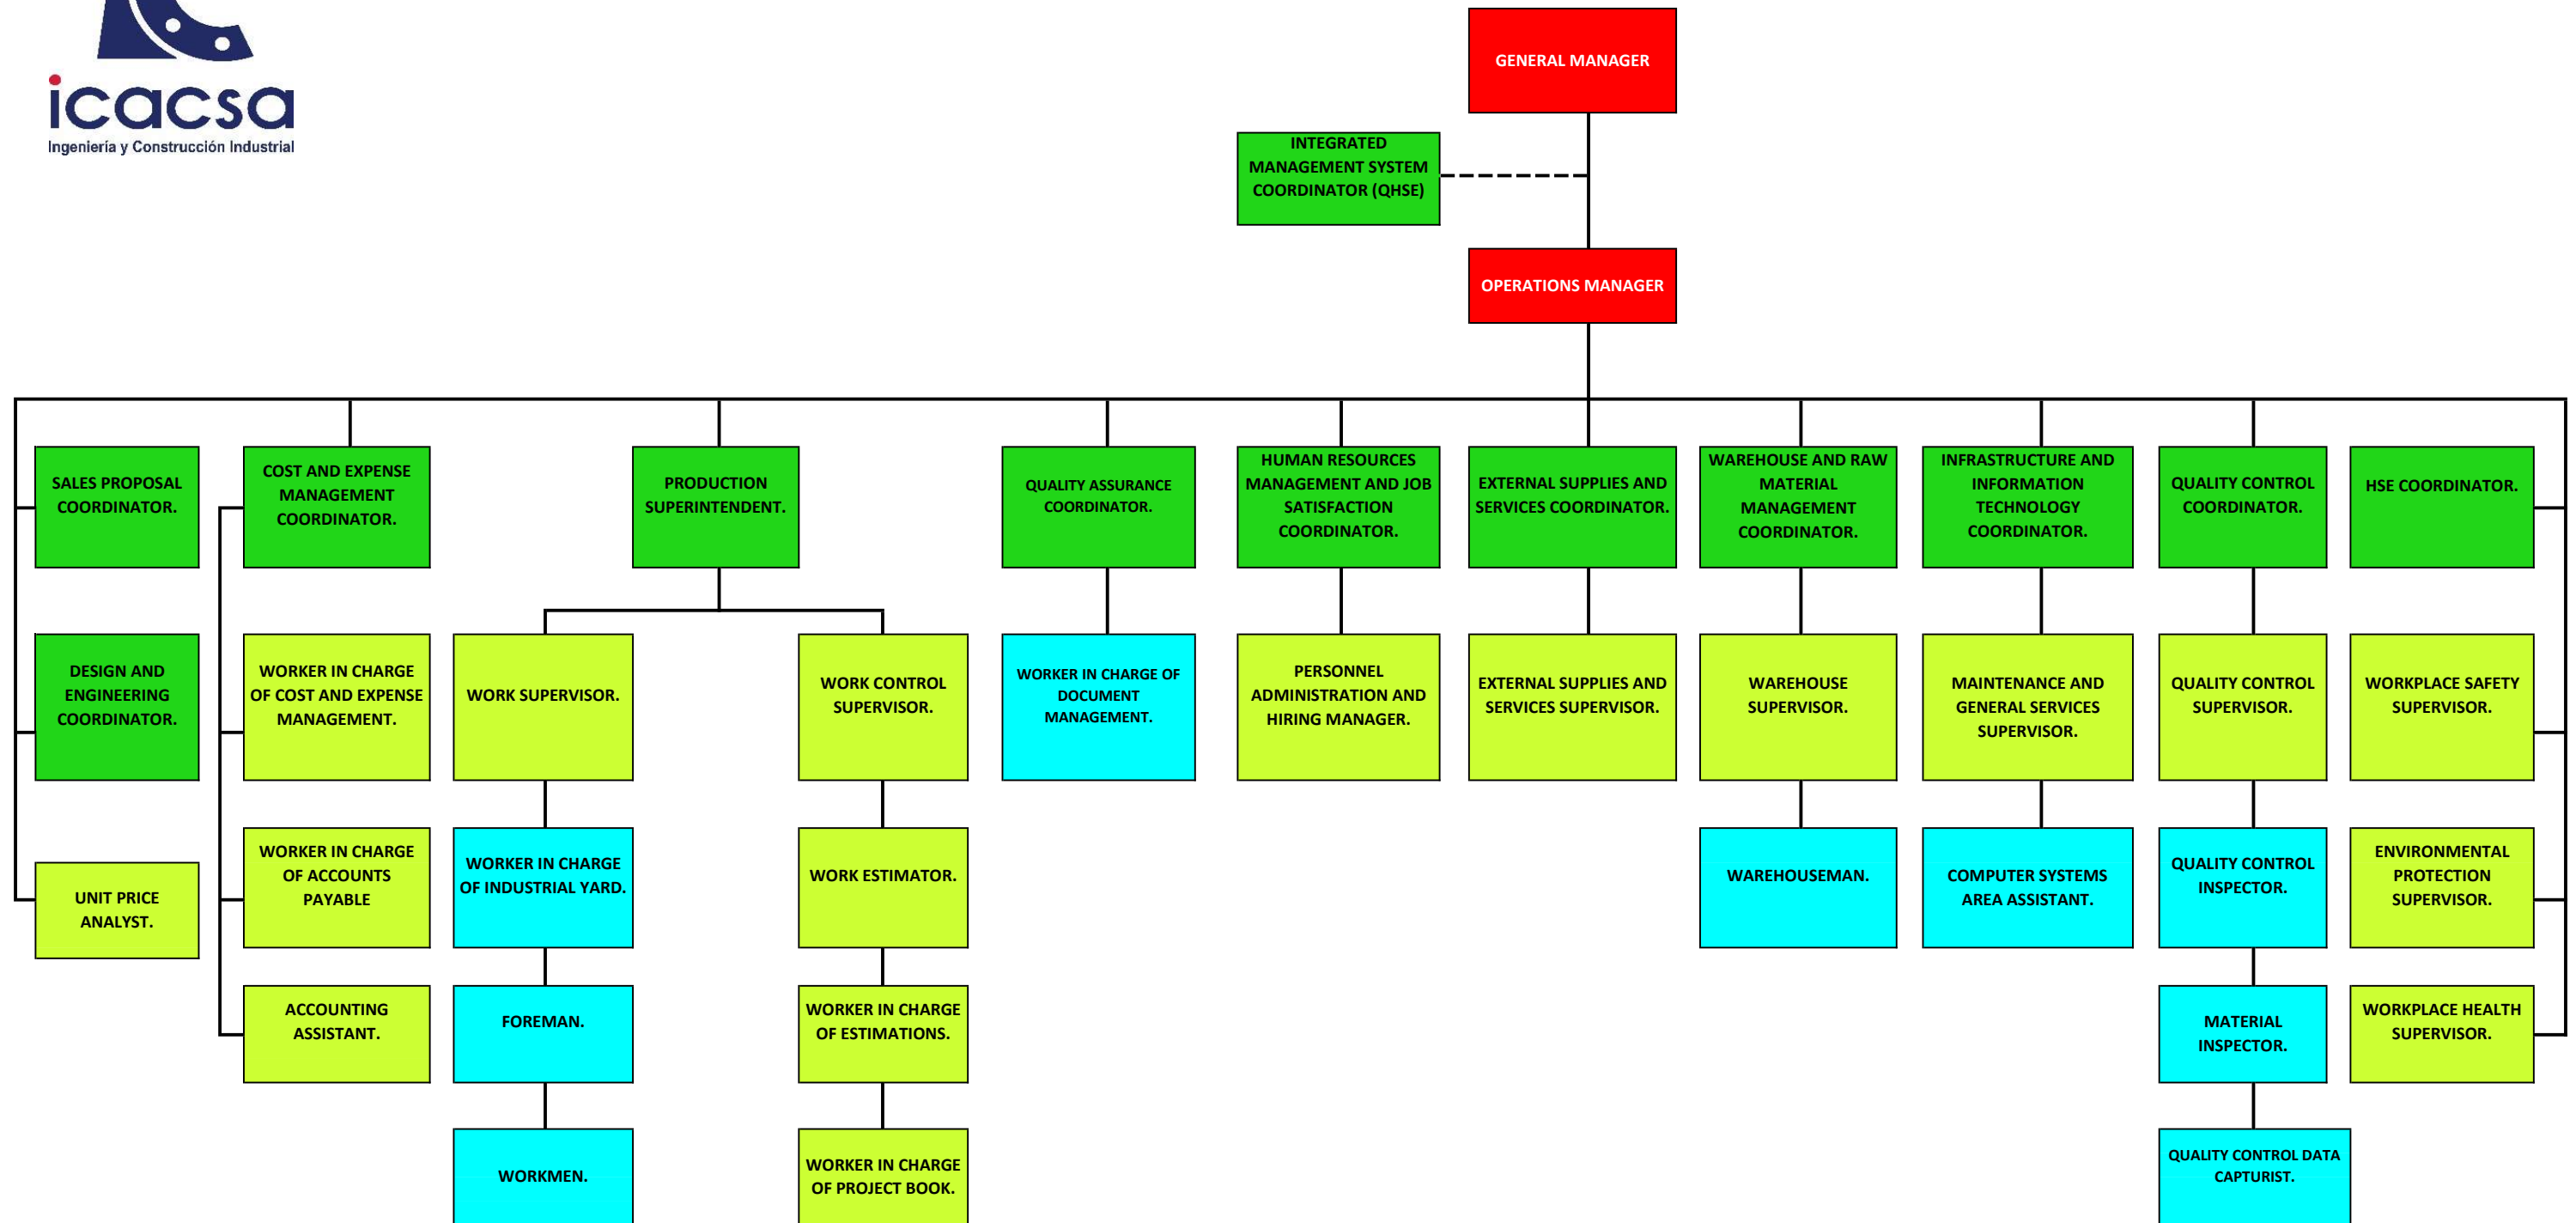 icacsa
Ingeniería y Construcción Industrial
GENERAL MANAGER
INTEGRATED
MANAGEMENT SYSTEM
COORDINATOR (QHSE)
OPERATIONS MANAGER
SALES PROPOSAL
COORDINATOR.
COST AND EXPENSE
MANAGEMENT
COORDINATOR.
PRODUCTION
SUPERINTENDENT.
QUALITY ASSURANCE
COORDINATOR.
HUMAN RESOURCES
MANAGEMENT AND JOB
SATISFACTION
COORDINATOR.
EXTERNAL SUPPLIES AND
SERVICES COORDINATOR.
WAREHOUSE AND RAW
MATERIAL
MANAGEMENT
COORDINATOR.
INFRASTRUCTURE AND
INFORMATION
TECHNOLOGY
COORDINATOR.
QUALITY CONTROL
COORDINATOR.
HSE COORDINATOR.
DESIGN AND
ENGINEERING
COORDINATOR.
WORKER IN CHARGE
OF COST AND EXPENSE
MANAGEMENT.
WORK SUPERVISOR.
WORK CONTROL
SUPERVISOR.
WORKER IN CHARGE OF
DOCUMENT
MANAGEMENT.
PERSONNEL
ADMINISTRATION AND
HIRING MANAGER.
EXTERNAL SUPPLIES AND
SERVICES SUPERVISOR.
WAREHOUSE
SUPERVISOR.
MAINTENANCE AND
GENERAL SERVICES
SUPERVISOR.
QUALITY CONTROL
SUPERVISOR.
WORKPLACE SAFETY
SUPERVISOR.
UNIT PRICE
ANALYST.
WORKER IN CHARGE
OF ACCOUNTS
PAYABLE
WORKER IN CHARGE
OF INDUSTRIAL YARD.
WORK ESTIMATOR.
WAREHOUSEMAN.
COMPUTER SYSTEMS
AREA ASSISTANT.
QUALITY CONTROL
INSPECTOR.
ENVIRONMENTAL
PROTECTION
SUPERVISOR.
ACCOUNTING
ASSISTANT.
FOREMAN.
WORKER IN CHARGE
OF ESTIMATIONS.
MATERIAL
INSPECTOR.
WORKPLACE HEALTH
SUPERVISOR.
WORKMEN.
WORKER IN CHARGE
OF PROJECT BOOK.
QUALITY CONTROL DATA
CAPTURIST.